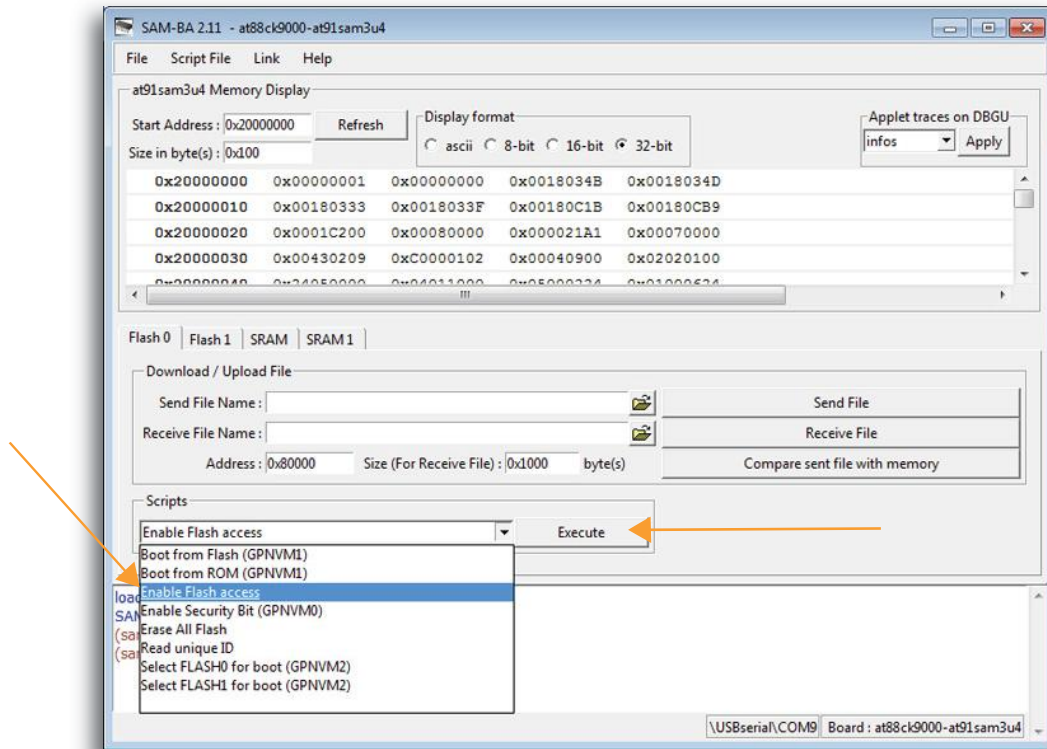 SAM-BA 2.11 - at88ck9000-at91sam3u4
File Script File Link Help
at91sam3u4 Memory Display
Start Address : 0x20000000 Refresh
Size in byte(s) : 0x100
Display format
ascii 8-bit 16-bit 32-bit
Applet traces on DBGU
infos Apply
0x20000000 0x00000001 0x00000000 0x0018034B 0x0018034D
0x20000010 0x00180333 0x0018033F 0x00180C1B 0x00180CB9
0x20000020 0x0001C200 0x00080000 0x000021A1 0x00070000
0x20000030 0x00430209 0xC0000102 0x00040900 0x02020100
Flash 0 Flash 1 SRAM SRAM 1
Download / Upload File
Send File Name : Send File
Receive File Name : Receive File
Address : 0x80000 Size (For Receive File) : 0x1000 byte(s) Compare sent file with memory
Scripts
Enable Flash access Execute
Boot from Flash (GPNVM1)
Boot from ROM (GPNVM1)
Enable Flash access
Enable Security Bit (GPNVM0)
Erase All Flash
Read unique ID
Select FLASH0 for boot (GPNVM2)
Select FLASH1 for boot (GPNVM2)
\USBserial\COM9 Board : at88ck9000-at91sam3u4